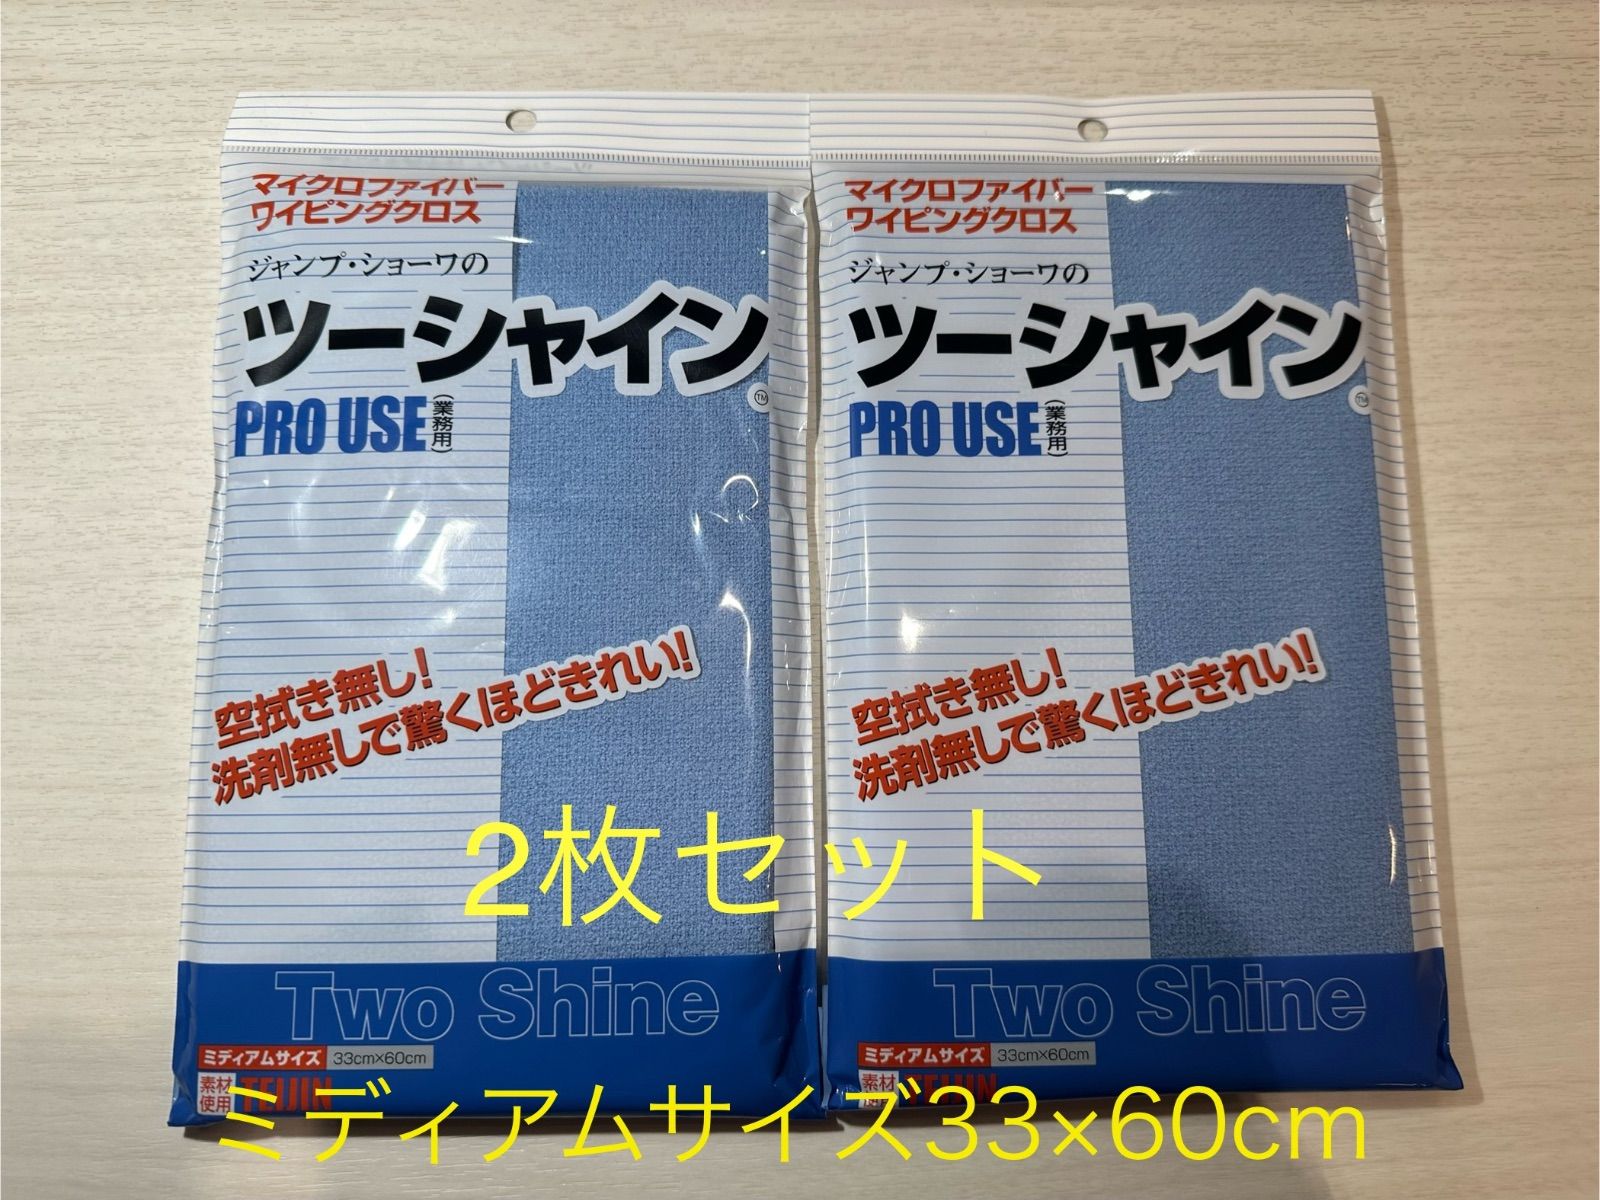 マイクロファイバー
ワイピングクロス
ジャンプ・ショーワの
ツーシャイン
TM
PRO USE
(業務用)
空拭き無し!
洗剤無しで驚くほどきれい!
Two Shine
ミディアムサイズ 33cm×60cm
素材使用 TEIJIN
マイクロファイバー
ワイピングクロス
ジャンプ・ショーワの
ツーシャイン
TM
PRO USE
(業務用)
空拭き無し!
洗剤無しで驚くほどきれい!
Two Shine
ミディアムサイズ 33cm×60cm
素材使用 TEIJIN
2枚セット
ミディアムサイズ33×60cm